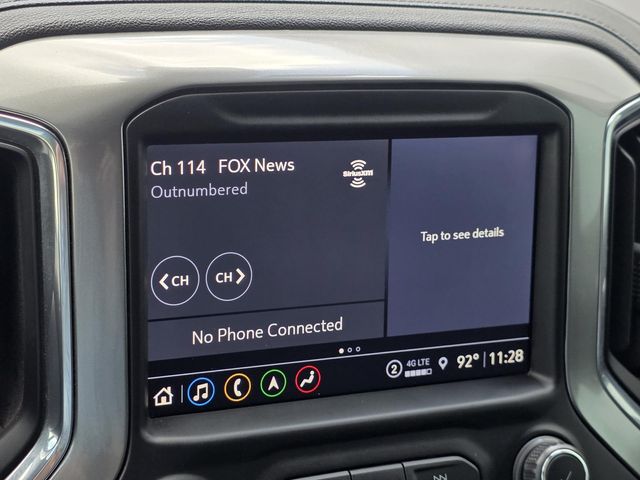 Ch 114 FOX News
SiriusXM
Outnumbered
Tap to see details
CH CH
No Phone Connected
2 4G LTE 92° 11:28